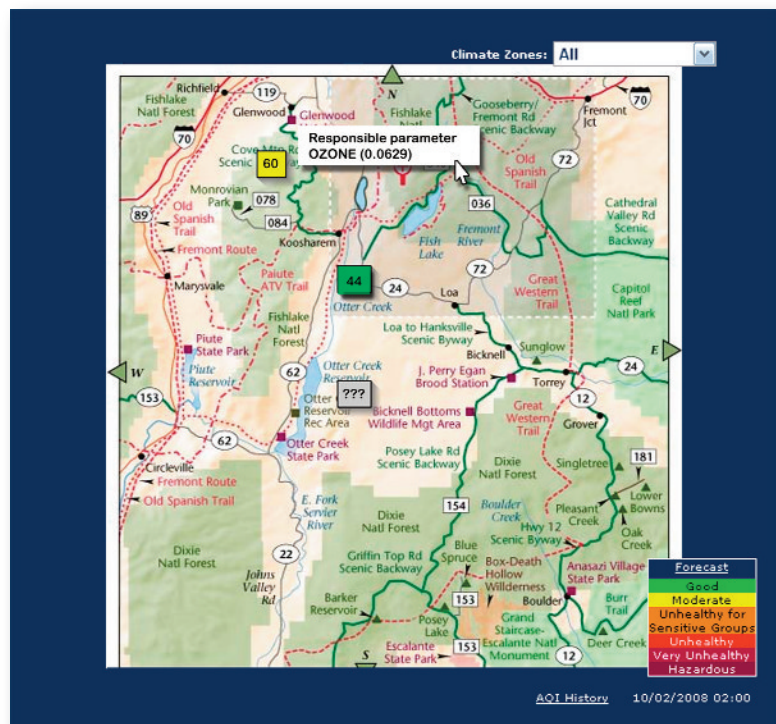 Climate Zones: All
N
Richfield
119
Fishlake
Natl Forest
Glenwood
Glenwood
70
Fishlake
Gooseberry/
Fremont Rd
Scenic Backway
Fremont
Jct
70
Responsible parameter
OZONE (0.0629)
Cove Mtn Rd
Scenic
60
Old
Spanish
Trail
72
Monrovian
Park
078
084
036
89
Old
Spanish
Trail
Fremont Route
Koosharem
Fish
Lake
Fremont
River
Cathedral
Valley Rd
Scenic
Backway
72
Marysvale
Paiute
ATV Trail
44
24
Loa
Great
Western
Trail
Capitol
Reef
Natl Park
Otter Creek
Fishlake
Natl
Forest
Loa to Hanksville
Scenic Byway
Piute
State Park
Sunglow
Bicknell
W
E
Piute
Reservoir
62
Otter Creek
Reservoir
J. Perry Egan
Brood Station
Torrey
24
153
???
Otter
Reservoir
Rec Area
Bicknell Bottoms
Wildlife Mgt Area
Great
Western
Trail
12
Grover
62
Otter Creek
State Park
Posey Lake Rd
Scenic Backway
Circleville
Fremont Route
Old Spanish Trail
Dixie
Natl Forest
Singletree
181
E. Fork
Servier
River
154
Boulder
Creek
Pleasant
Creek
Lower
Bowns
Oak
Creek
Dixie
Natl Forest
Hwy 12
Scenic Byway
Dixie
Natl
Forest
22
Griffin Top Rd
Scenic Backway
Blue
Spruce
Box-Death
Hollow
Willderness
Anasazi Village
State Park
Johns
Valley
Rd
Barker
Reservoir
153
Boulder
Burr
Trail
Posey
Lake
Grand
Staircase-
Escalante Natl
Monument
Deer Creek
Escalante
State Park
153
12
S
Forecast
Good
Moderate
Unhealthy for
Sensitive Groups
Unhealthy
Very Unhealthy
Hazardous
AQI History 10/02/2008 02:00